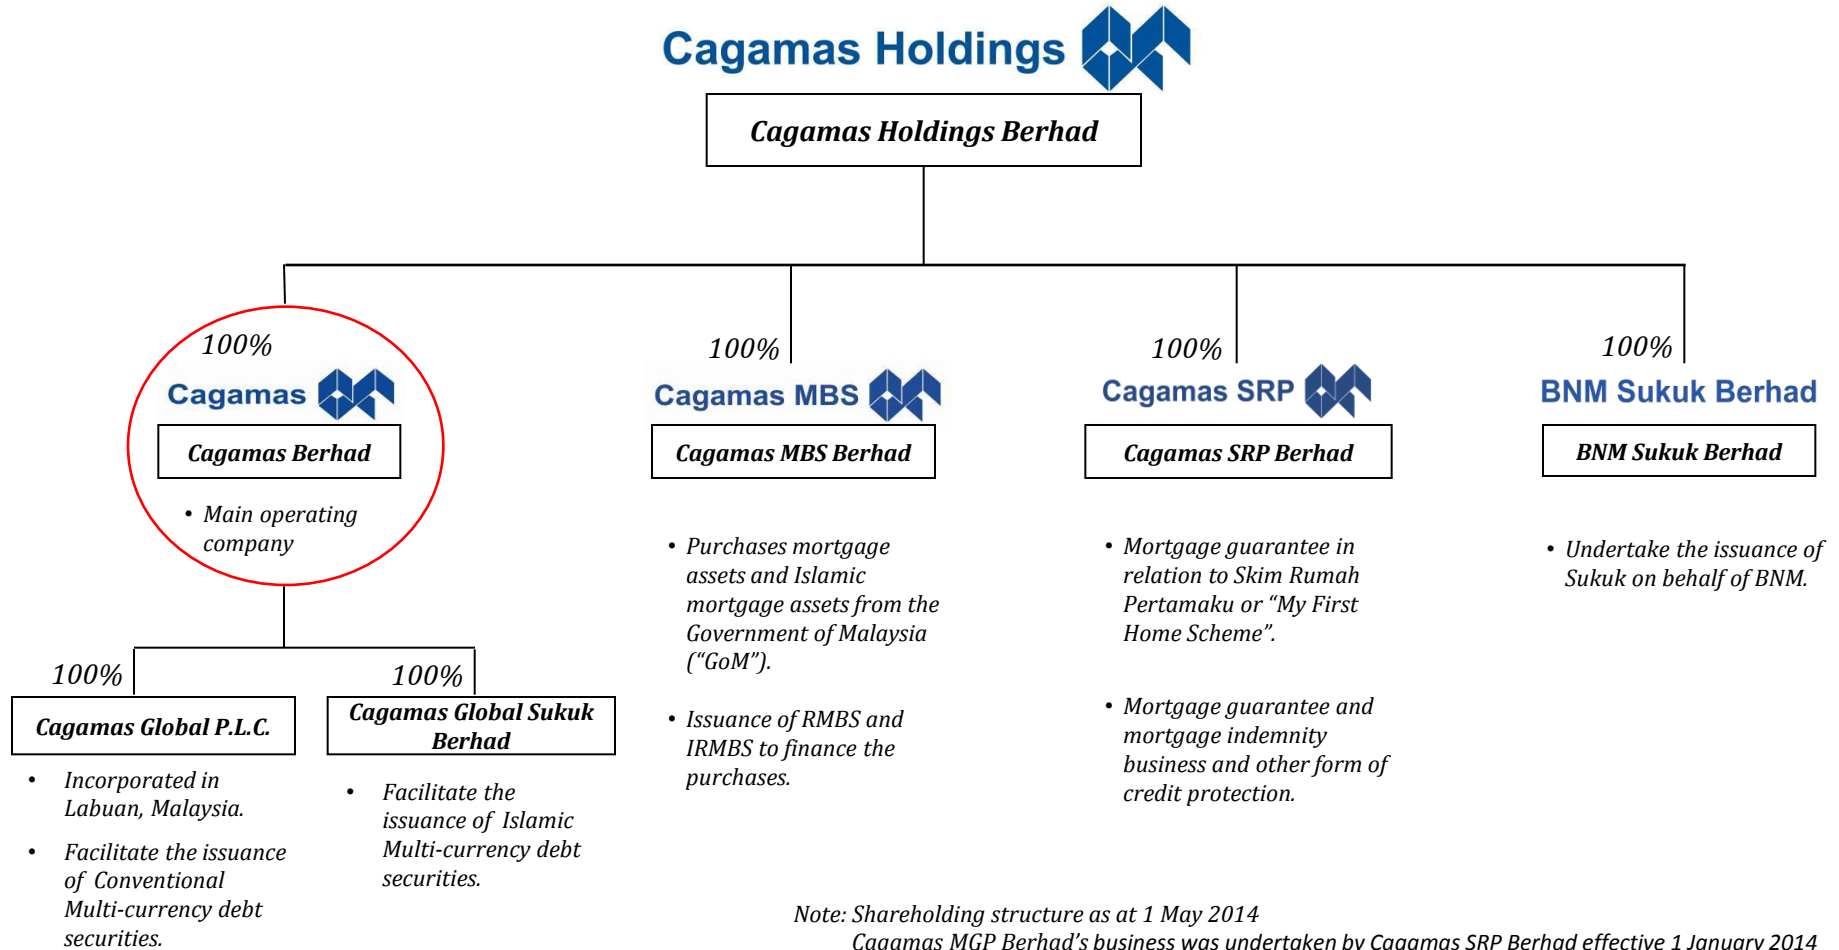 Cagamas Holdings
Cagamas Holdings Berhad
100%
Cagamas
Cagamas Berhad
• Main operating
company
100%
Cagamas MBS
Cagamas MBS Berhad
• Purchases mortgage
assets and Islamic
mortgage assets from the
Government of Malaysia
(“GoM”).
• Issuance of RMBS and
IRMBS to finance the
purchases.
100%
Cagamas SRP
Cagamas SRP Berhad
• Mortgage guarantee in
relation to Skim Rumah
Pertamaku or “My First
Home Scheme”.
• Mortgage guarantee and
mortgage indemnity
business and other form of
credit protection.
100%
BNM Sukuk Berhad
BNM Sukuk Berhad
• Undertake the issuance of
Sukuk on behalf of BNM.
100%
Cagamas Global P.L.C.
• Incorporated in
Labuan, Malaysia.
• Facilitate the issuance
of Conventional
Multi-currency debt
securities.
100%
Cagamas Global Sukuk
Berhad
• Facilitate the
issuance of Islamic
Multi-currency debt
securities.
Note: Shareholding structure as at 1 May 2014
Cagamas MGP Berhad’s business was undertaken by Cagamas SRP Berhad effective 1 January 2014